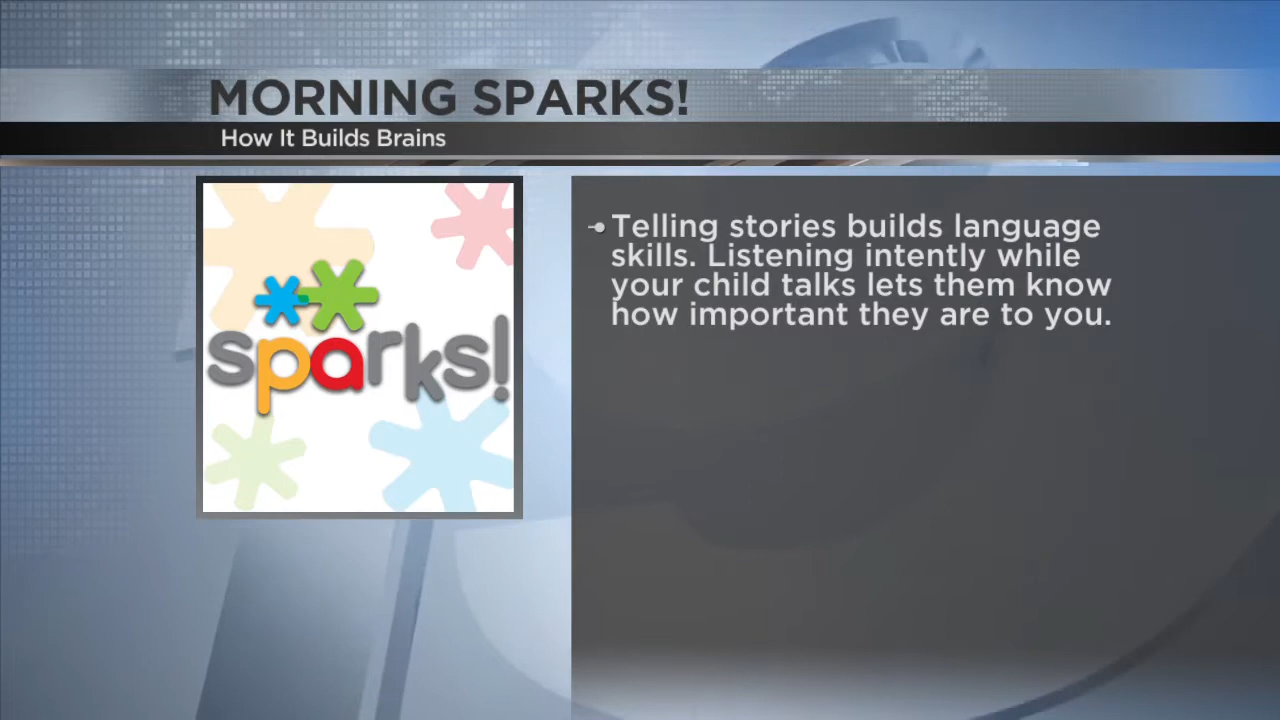 MORNING SPARKS!
How It Builds Brains
sparks!
Telling stories builds language
skills. Listening intently while
your child talks lets them know
how important they are to you.